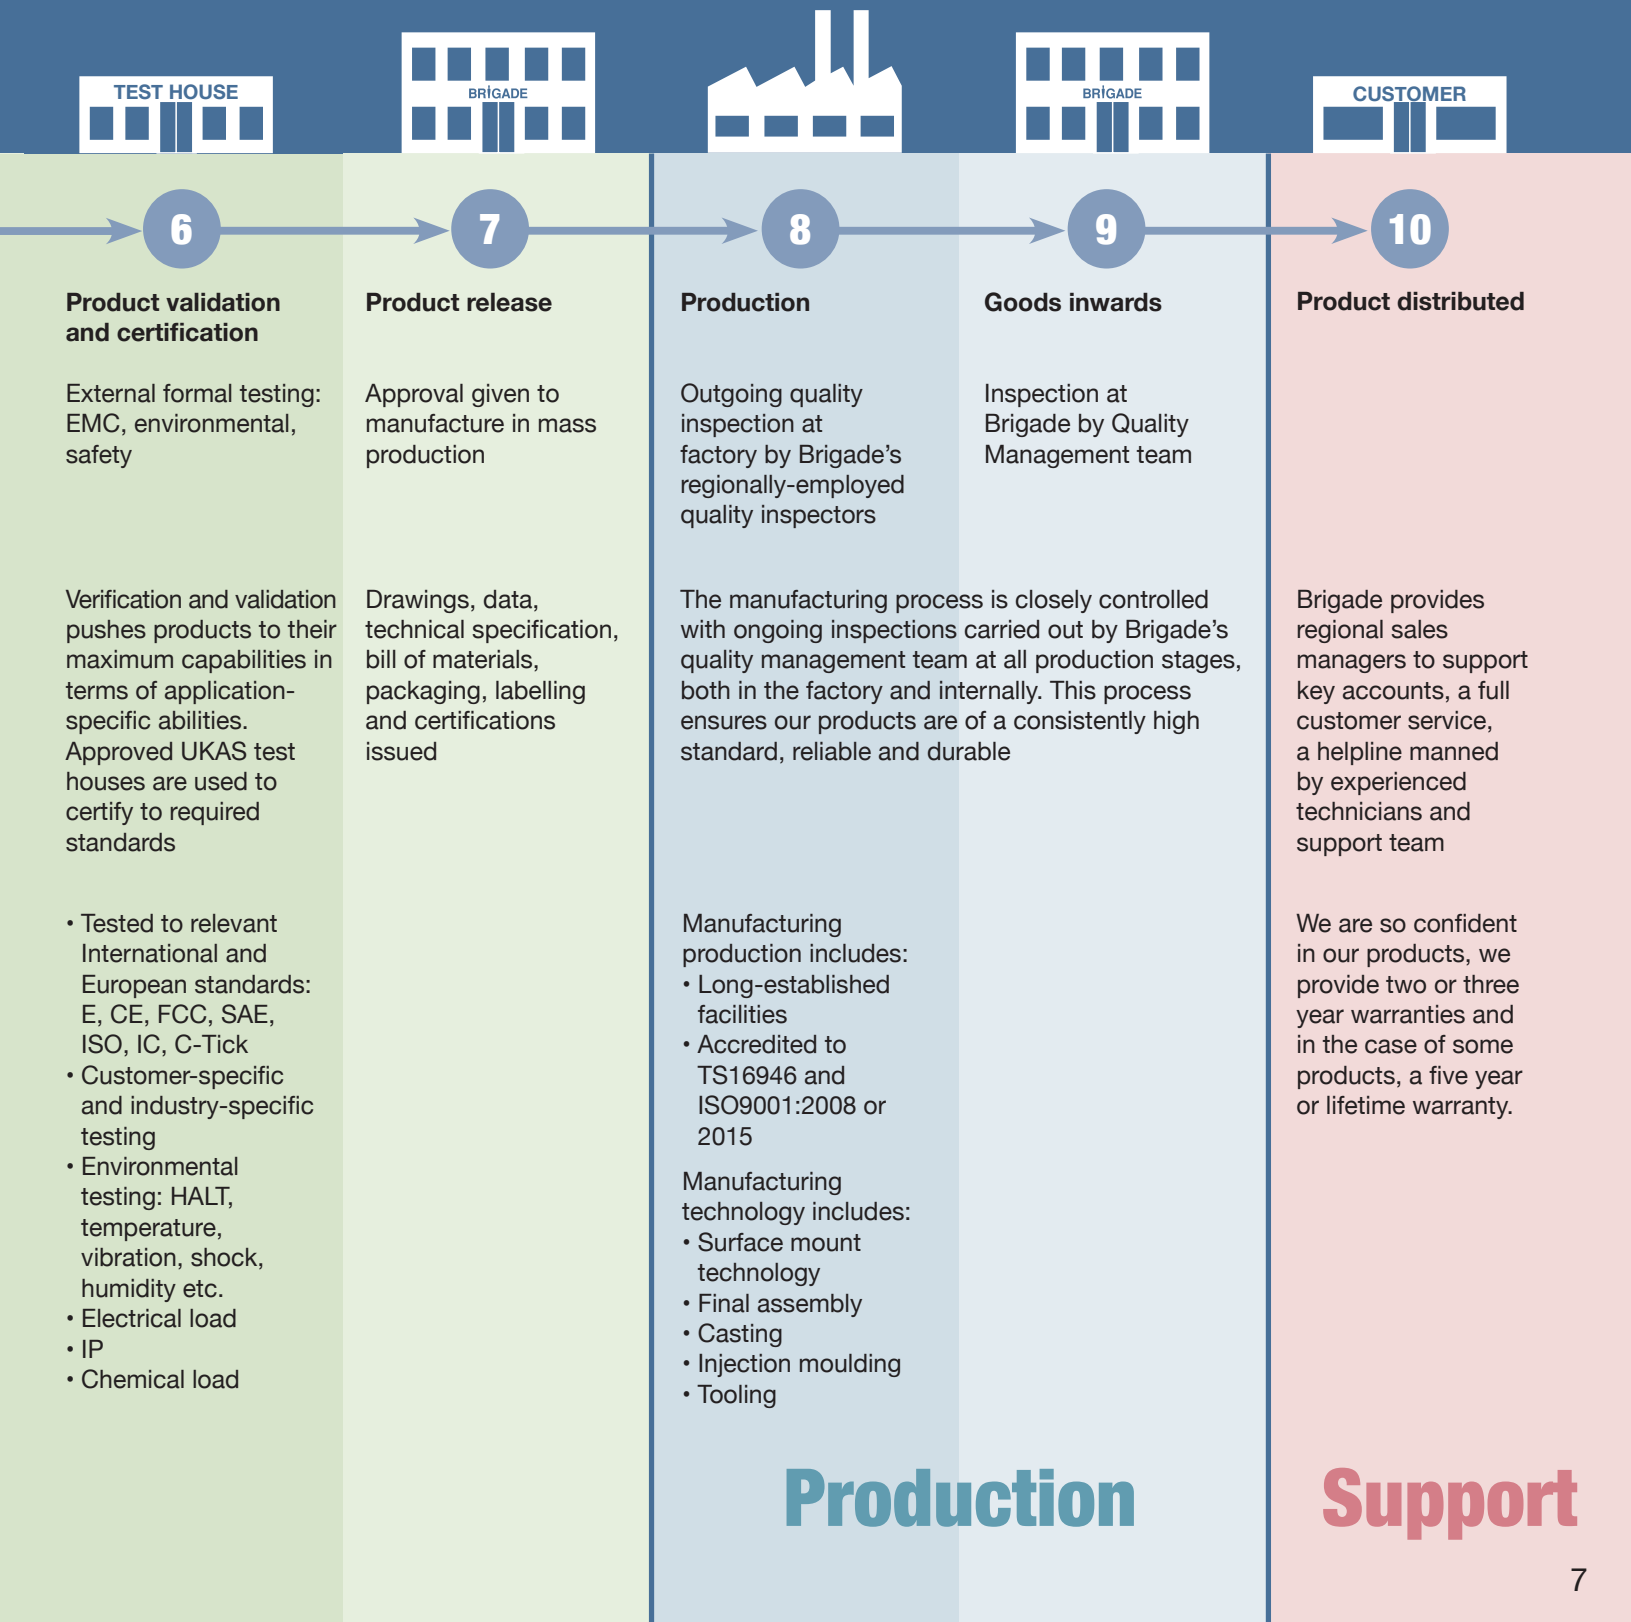 TEST HOUSE
BRIGADE
BRIGADE
CUSTOMER
6
7
8
9
10
Product validation
and certification
External formal testing:
EMC, environmental,
safety
Verification and validation
pushes products to their
maximum capabilities in
terms of application-
specific abilities.
Approved UKAS test
houses are used to
certify to required
standards
• Tested to relevant
International and
European standards:
E, CE, FCC, SAE,
ISO, IC, C-Tick
• Customer-specific
and industry-specific
testing
• Environmental
testing: HALT,
temperature,
vibration, shock,
humidity etc.
• Electrical load
• IP
• Chemical load
Product release
Approval given to
manufacture in mass
production
Drawings, data,
technical specification,
bill of materials,
packaging, labelling
and certifications
issued
Production
Outgoing quality
inspection at
factory by Brigade’s
regionally-employed
quality inspectors
Goods inwards
Inspection at
Brigade by Quality
Management team
The manufacturing process is closely controlled
with ongoing inspections carried out by Brigade’s
quality management team at all production stages,
both in the factory and internally. This process
ensures our products are of a consistently high
standard, reliable and durable
Manufacturing
production includes:
• Long-established
facilities
• Accredited to
TS16946 and
ISO9001:2008 or
2015
Manufacturing
technology includes:
• Surface mount
technology
• Final assembly
• Casting
• Injection moulding
• Tooling
Production
Product distributed
Brigade provides
regional sales
managers to support
key accounts, a full
customer service,
a helpline manned
by experienced
technicians and
support team
We are so confident
in our products, we
provide two or three
year warranties and
in the case of some
products, a five year
or lifetime warranty.
Support
7